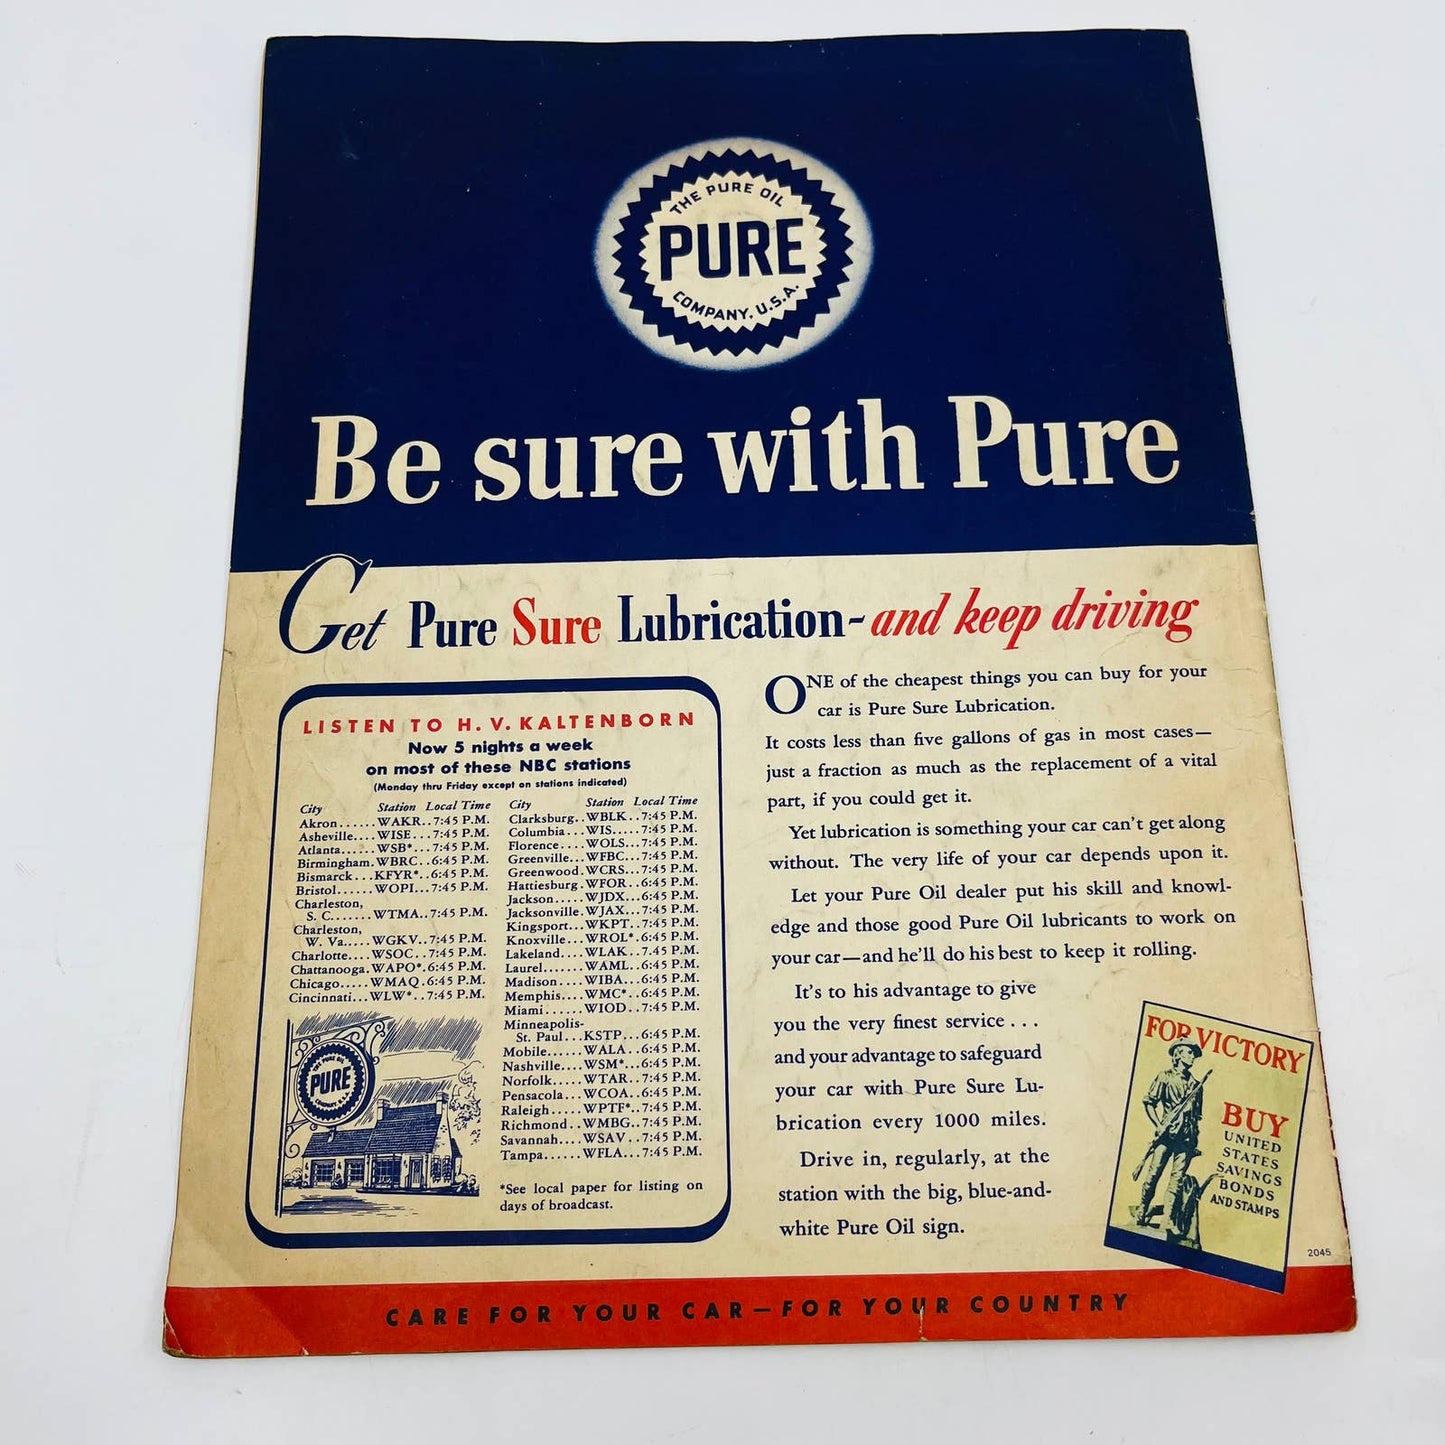 THE PURE OIL
PURE
COMPANY, U.S.A.
Be sure with Pure
Get Pure Sure Lubrication-and keep driving
LISTEN TO H. V. KALTENBORN
Now 5 nights a week
on most of these NBC stations
(Monday thru Friday except on stations indicated)
City Station Local Time
Akron......WAKR..7:45 P.M.
Asheville....WISE...7:45 P.M.
Atlanta......WSB*...7:45 P.M.
Birmingham.WBRC..6:45 P.M.
Bismarck...KFYR*..6:45 P.M.
Bristol......WOPI...7:45 P.M.
Charleston,
S. C.......WTMA..7:45 P.M.
Charleston,
W. Va.....WGKV..7:45 P.M.
Charlotte....WSOC..7:45 P.M.
Chattanooga.WAPO*.6:45 P.M.
Chicago.....WMAQ.6:45 P.M.
Cincinnati...WLW*..7:45 P.M.
THE PURE OIL
PURE
COMPANY, U.S.A.
City Station Local Time
Clarksburg..WBLK..7:45 P.M.
Columbia...WIS.....7:45 P.M.
Florence....WOLS...7:45 P.M.
Greenville...WFBC...7:45 P.M.
Greenwood.WCRS...7:45 P.M.
Hattiesburg.WFOR..6:45 P.M.
Jackson.....WJDX...6:45 P.M.
Jacksonville.WJAX...7:45 P.M.
Kingsport...WKPT..7:45 P.M.
Knoxville...WROL*.6:45 P.M.
Lakeland....WLAK..7:45 P.M.
Laurel.......WAML..6:45 P.M.
Madison....WIBA...6:45 P.M.
Memphis....WMC*..6:45 P.M.
Miami......WIOD..7:45 P.M.
Minneapolis-
St. Paul...KSTP...6:45 P.M.
Mobile......WALA..6:45 P.M.
Nashville....WSM*...6:45 P.M.
Norfolk.....WTAR..7:45 P.M.
Pensacola...WCOA..6:45 P.M.
Raleigh.....WPTF*..7:45 P.M.
Richmond..WMBG..7:45 P.M.
Savannah....WSAV..7:45 P.M.
Tampa......WFLA...7:45 P.M.
*See local paper for listing on
days of broadcast.
ONE of the cheapest things you can buy for your
car is Pure Sure Lubrication.
It costs less than five gallons of gas in most cases—
just a fraction as much as the replacement of a vital
part, if you could get it.
Yet lubrication is something your car can't get along
without. The very life of your car depends upon it.
Let your Pure Oil dealer put his skill and knowl-
edge and those good Pure Oil lubricants to work on
your car—and he'll do his best to keep it rolling.
It's to his advantage to give
you the very finest service . . .
and your advantage to safeguard
your car with Pure Sure Lu-
brication every 1000 miles.
Drive in, regularly, at the
station with the big, blue-and-
white Pure Oil sign.
FOR VICTORY
BUY
UNITED
STATES
SAVINGS
BONDS
AND STAMPS
2045
CARE FOR YOUR CAR—FOR YOUR COUNTRY